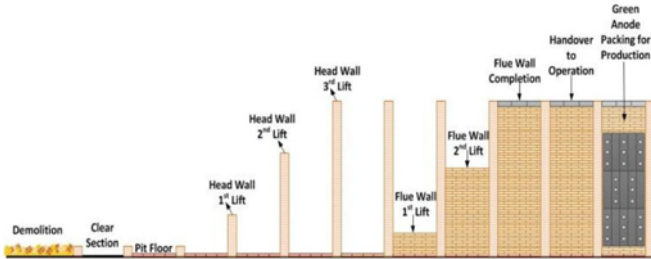 Demolition
Clear
Section
Pit Floor
Head Wall
1st Lift
Head Wall
2nd Lift
Head Wall
3rd Lift
Flue Wall
1st Lift
Flue Wall
2nd Lift
Flue Wall
Completion
Handover
to
Operation
Green
Anode
Packing for
Production